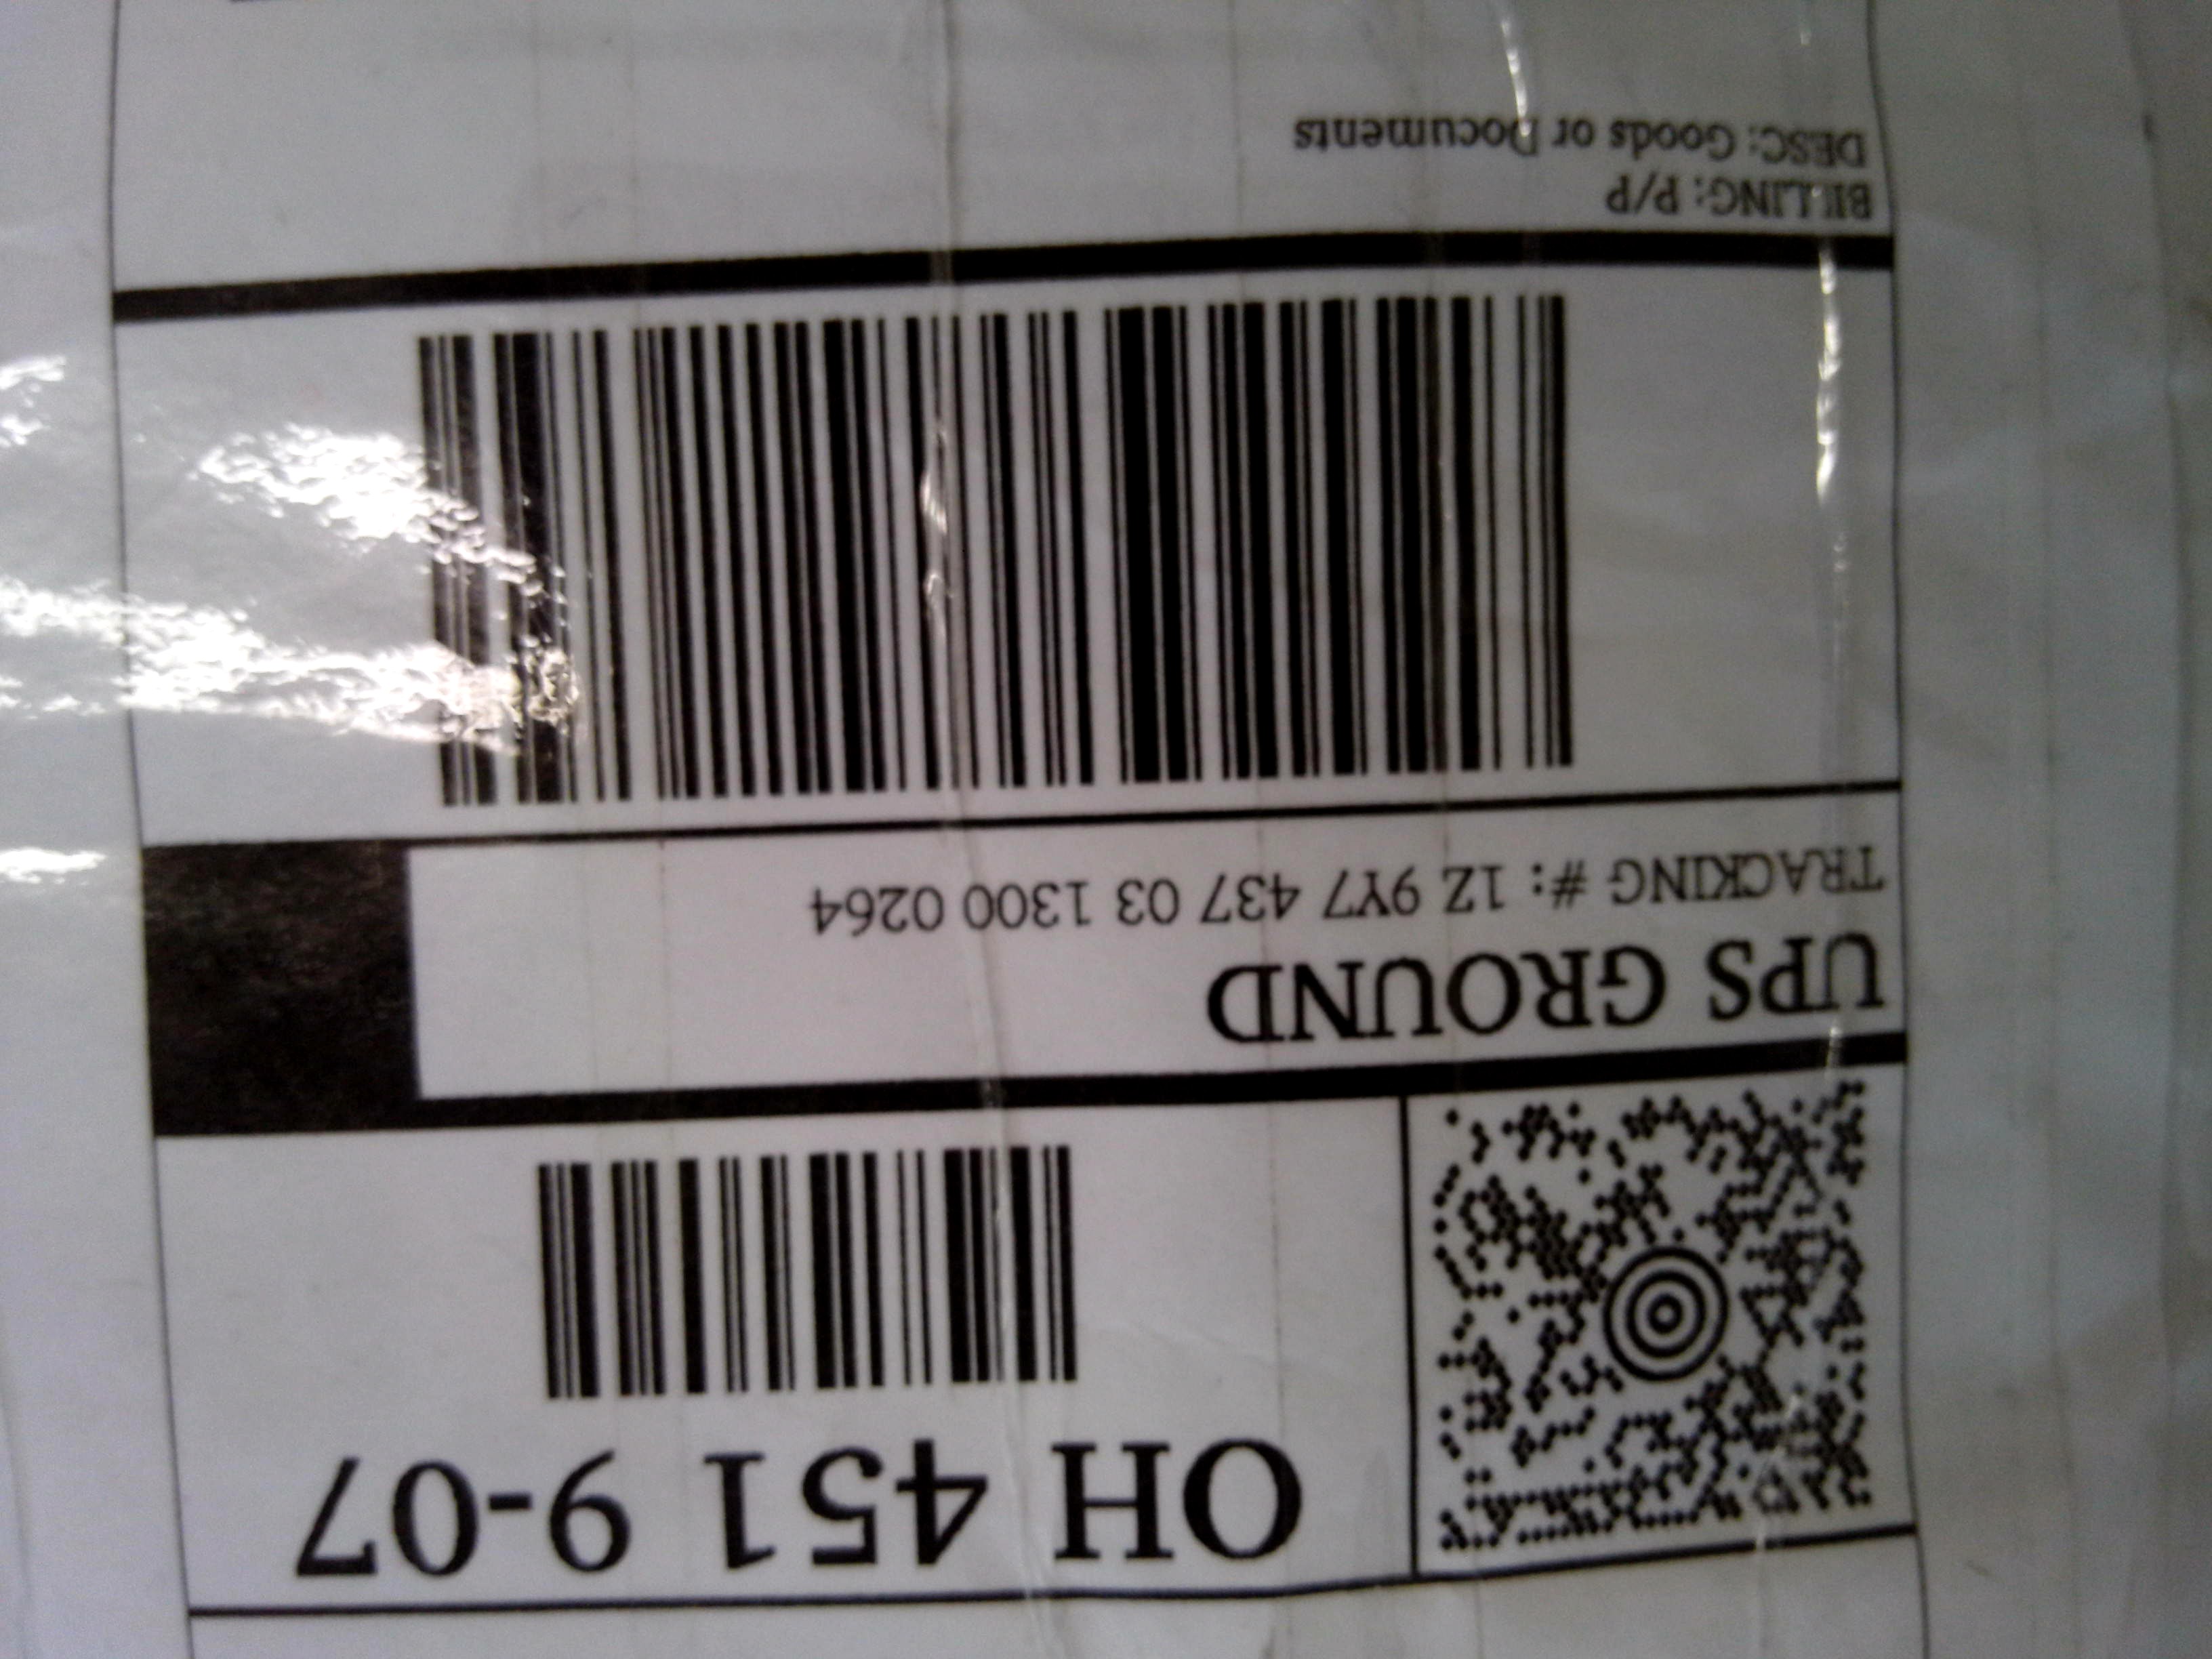 OH 451 9-07
UPS GROUND
TRACKING #: 1Z 9Y7 437 03 1300 0264
BILLING: P/P
DESC: Goods or Documents